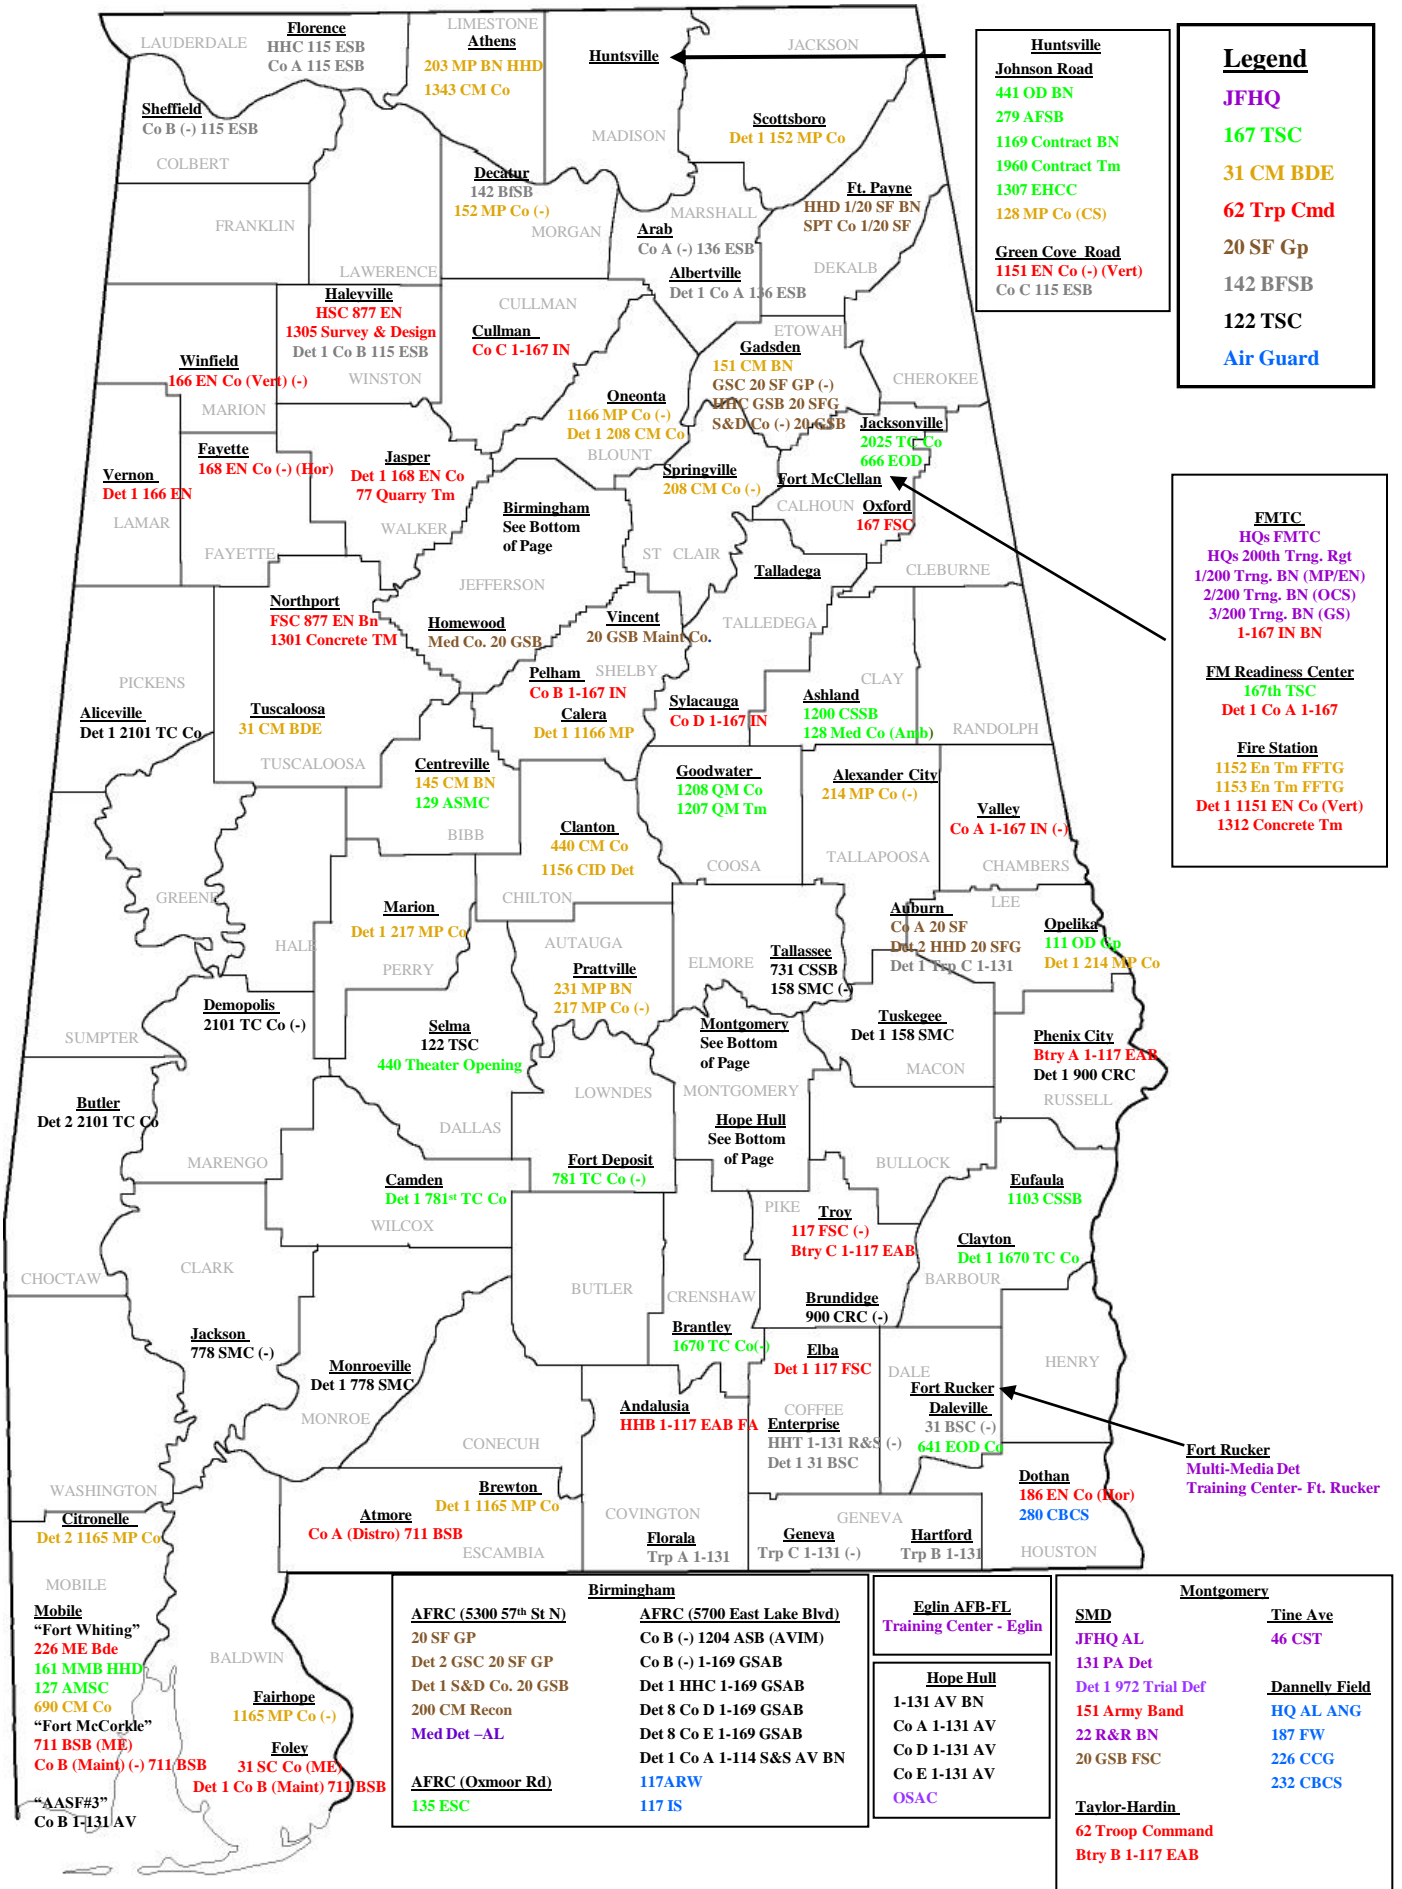 LAUDERDALE
Florence
HHC 115 ESB
Co A 115 ESB
LIMESTONE
Athens
203 MP BN HHD
1343 CM Co
Huntsville
MADISON
JACKSON
Scottsboro
Det 1 152 MP Co
Sheffield
Co B (-) 115 ESB
COLBERT
FRANKLIN
LAWERENCE
Decatur
142 BfSB
152 MP Co (-)
MORGAN
MARSHALL
Arab
Co A (-) 136 ESB
Albertville
Det 1 Co A 136 ESB
Ft. Payne
HHD 1/20 SF BN
SPT Co 1/20 SF
DEKALB
Huntsville
Johnson Road
441 OD BN
279 AFSB
1169 Contract BN
1960 Contract Tm
1307 EHCC
128 MP Co (CS)
Green Cove Road
1151 EN Co (-) (Vert)
Co C 115 ESB
Legend
JFHQ
167 TSC
31 CM BDE
62 Trp Cmd
20 SF Gp
142 BFSB
122 TSC
Air Guard
Haleyville
HSC 877 EN
1305 Survey & Design
Det 1 Co B 115 ESB
WINSTON
CULLMAN
Cullman
Co C 1-167 IN
ETOWAH
Gadsden
151 CM BN
GSC 20 SF GP (-)
HHC GSB 20 SFG
S&D Co (-) 20 GSB
CHEROKEE
Winfield
166 EN Co (Vert) (-)
MARION
Oneonta
1166 MP Co (-)
Det 1 208 CM Co
BLOUNT
Jacksonville
2025 TC Co
666 EOD
Vernon
Det 1 166 EN
LAMAR
Fayette
168 EN Co (-) (Hor)
FAYETTE
Jasper
Det 1 168 EN Co
77 Quarry Tm
WALKER
Birmingham
See Bottom
of Page
JEFFERSON
Springville
208 CM Co (-)
ST CLAIR
Fort McClellan
CALHOUN
Oxford
167 FSC
Talladega
CLEBURNE
FMTC
HQs FMTC
HQs 200th Trng. Rgt
1/200 Trng. BN (MP/EN)
2/200 Trng. BN (OCS)
3/200 Trng. BN (GS)
1-167 IN BN
FM Readiness Center
167th TSC
Det 1 Co A 1-167
Fire Station
1152 En Tm FFTG
1153 En Tm FFTG
Det 1 1151 EN Co (Vert)
1312 Concrete Tm
Northport
FSC 877 EN Bn
1301 Concrete TM
Homewood
Med Co. 20 GSB
Vincent
20 GSB Maint Co.
TALLEDEGA
SHELBY
PICKENS
Pelham
Co B 1-167 IN
Calera
Det 1 1166 MP
Sylacauga
Co D 1-167 IN
CLAY
Ashland
1200 CSSB
128 Med Co (Amb)
RANDOLPH
Aliceville
Det 1 2101 TC Co
Tuscaloosa
31 CM BDE
TUSCALOOSA
Centreville
145 CM BN
129 ASMC
BIBB
Goodwater
1208 QM Co
1207 QM Tm
COOSA
Alexander City
214 MP Co (-)
TALLAPOOSA
Valley
Co A 1-167 IN (-)
CHAMBERS
Clanton
440 CM Co
1156 CID Det
CHILTON
GREENE
HALE
Marion
Det 1 217 MP Co
PERRY
AUTAUGA
Prattville
231 MP BN
217 MP Co (-)
ELMORE
Tallassee
731 CSSB
158 SMC (-)
LEE
Auburn
Co A 20 SF
Det 2 HHD 20 SFG
Det 1 Trp C 1-131
Opelika
111 OD Gp
Det 1 214 MP Co
Demopolis
2101 TC Co (-)
SUMPTER
Selma
122 TSC
440 Theater Opening
DALLAS
Montgomery
See Bottom
of Page
MONTGOMERY
Tuskegee
Det 1 158 SMC
MACON
Phenix City
Btry A 1-117 EAB
Det 1 900 CRC
RUSSELL
Butler
Det 2 2101 TC Co
MARENGO
LOWNDES
Fort Deposit
781 TC Co (-)
Hope Hull
See Bottom
of Page
BULLOCK
Camden
Det 1 781st TC Co
WILCOX
Eufaula
1103 CSSB
PIKE
Troy
117 FSC (-)
Btry C 1-117 EAB
Clayton
Det 1 1670 TC Co
BARBOUR
CHOCTAW
CLARK
BUTLER
CRENSHAW
Brundidge
900 CRC (-)
Jackson
778 SMC (-)
Monroeville
Det 1 778 SMC
MONROE
Brantley
1670 TC Co(-)
Elba
Det 1 117 FSC
DALE
HENRY
Fort Rucker
Daleville
31 BSC (-)
641 EOD Co
COFFEE
Enterprise
HHT 1-131 R&S (-)
Det 1 31 BSC
Andalusia
HHB 1-117 EAB FA
CONECUH
Fort Rucker
Multi-Media Det
Training Center- Ft. Rucker
WASHINGTON
Citronelle
Det 2 1165 MP Co
Brewton
Det 1 1165 MP Co
Atmore
Co A (Distro) 711 BSB
ESCAMBIA
COVINGTON
Florala
Trp A 1-131
GENEVA
Geneva
Trp C 1-131 (-)
Hartford
Trp B 1-131
Dothan
186 EN Co (Hor)
280 CBCS
HOUSTON
MOBILE
Mobile
“Fort Whiting”
226 ME Bde
161 MMB HHD
127 AMSC
690 CM Co
“Fort McCorkle”
711 BSB (ME)
Co B (Maint) (-) 711 BSB
“AASF#3”
Co B 1-131 AV
BALDWIN
Fairhope
1165 MP Co (-)
Foley
31 SC Co (ME)
Det 1 Co B (Maint) 711 BSB
Birmingham
AFRC (5300 57th St N)
20 SF GP
Det 2 GSC 20 SF GP
Det 1 S&D Co. 20 GSB
200 CM Recon
Med Det –AL
AFRC (Oxmoor Rd)
135 ESC
AFRC (5700 East Lake Blvd)
Co B (-) 1204 ASB (AVIM)
Co B (-) 1-169 GSAB
Det 1 HHC 1-169 GSAB
Det 8 Co D 1-169 GSAB
Det 8 Co E 1-169 GSAB
Det 1 Co A 1-114 S&S AV BN
117ARW
117 IS
Eglin AFB-FL
Training Center - Eglin
Hope Hull
1-131 AV BN
Co A 1-131 AV
Co D 1-131 AV
Co E 1-131 AV
OSAC
Montgomery
SMD
JFHQ AL
131 PA Det
Det 1 972 Trial Def
151 Army Band
22 R&R BN
20 GSB FSC
Taylor-Hardin
62 Troop Command
Btry B 1-117 EAB
Tine Ave
46 CST
Dannelly Field
HQ AL ANG
187 FW
226 CCG
232 CBCS